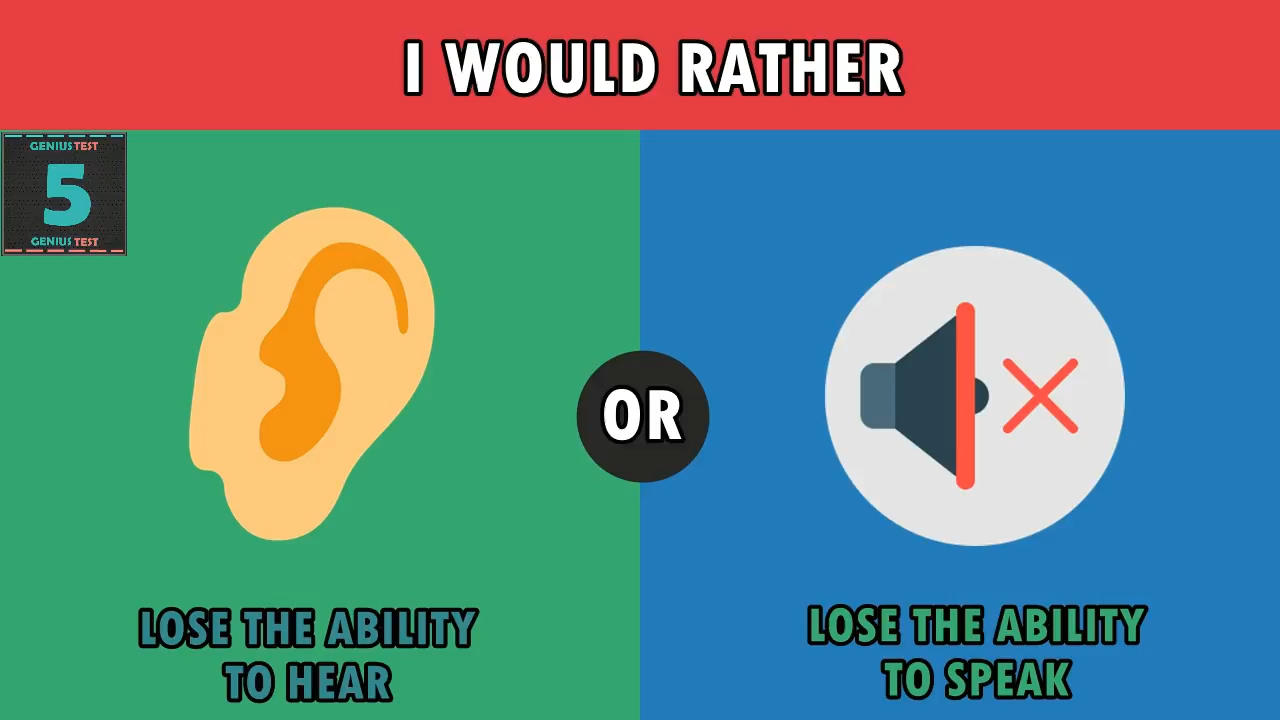 I WOULD RATHER
GENIUS TEST
5
GENIUS TEST
OR
LOSE THE ABILITY
TO HEAR
LOSE THE ABILITY
TO SPEAK